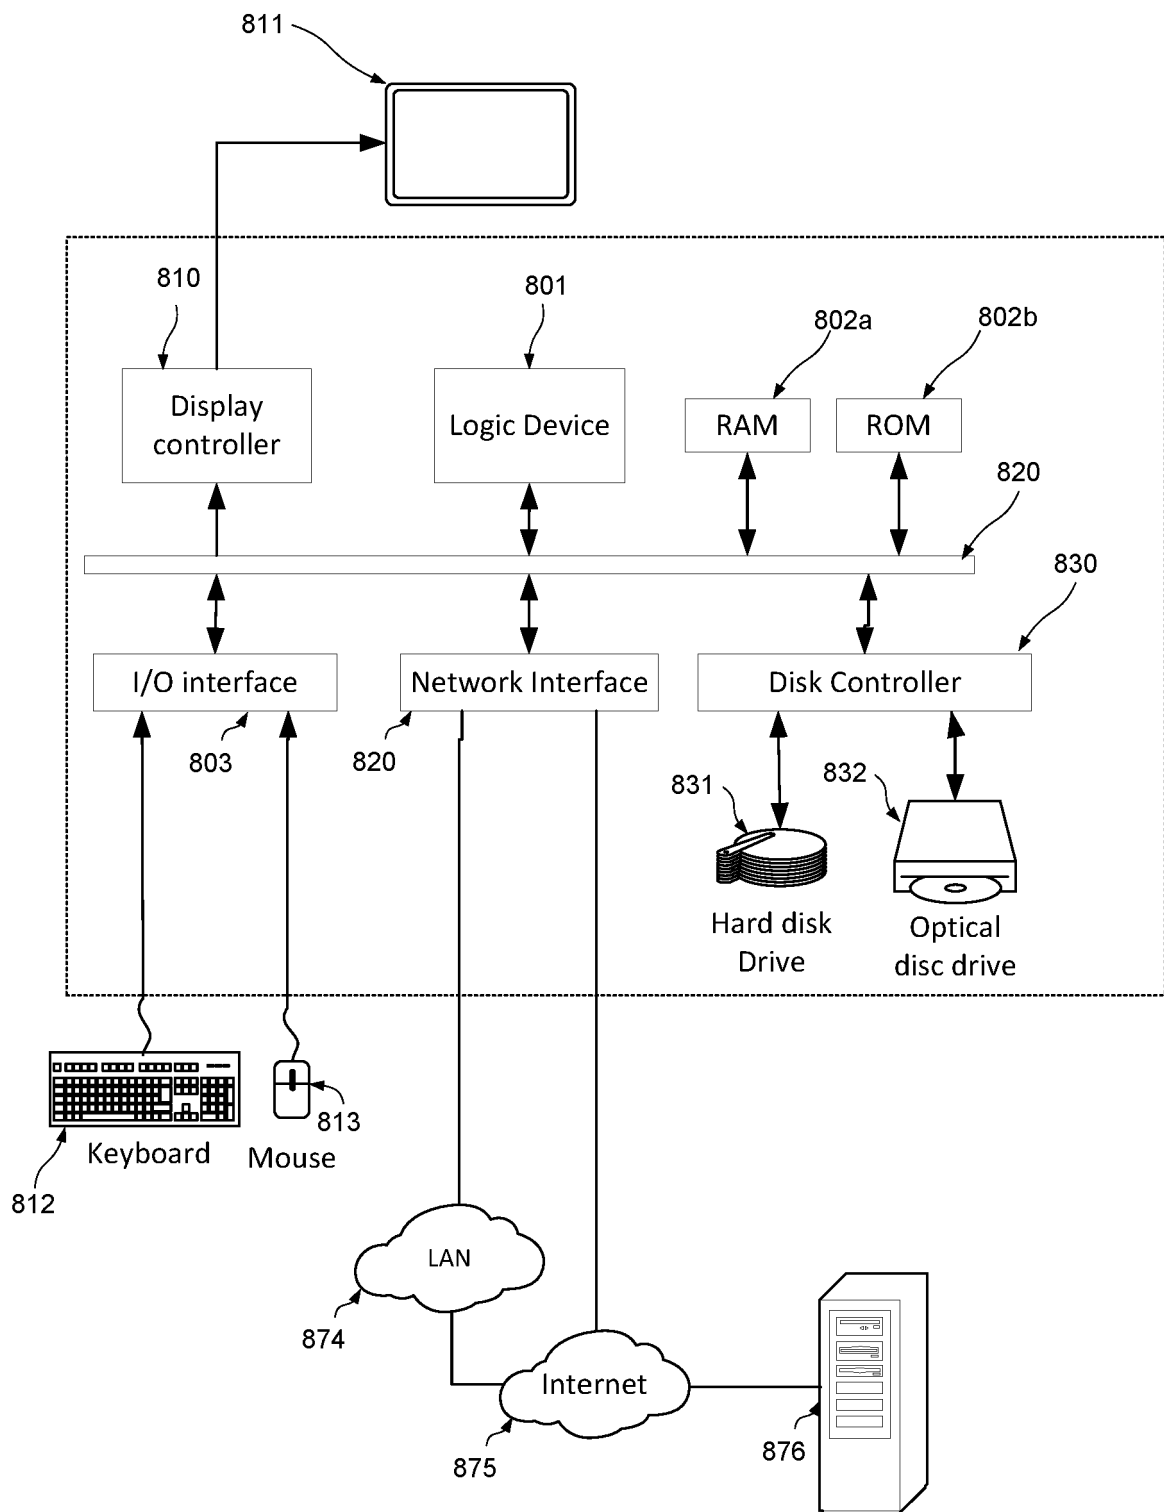 811
810
801
802a
802b
Display
controller
Logic Device
RAM
ROM
820
830
I/O interface
Network Interface
Disk Controller
803
820
831
832
Hard disk
Drive
Optical
disc drive
813
Keyboard
Mouse
812
LAN
874
Internet
875
876